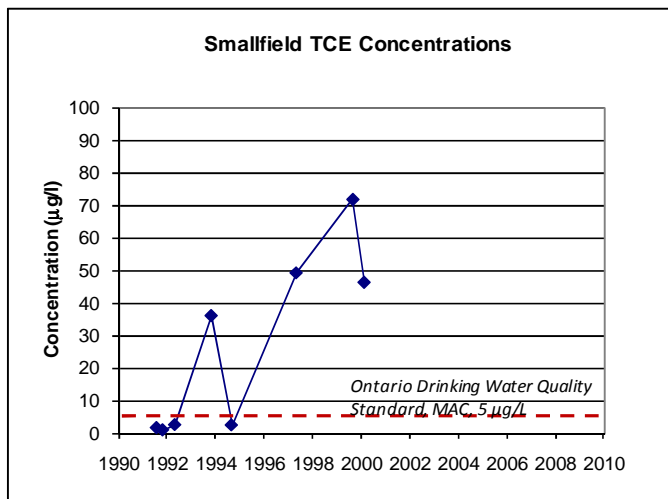 Smallfield TCE Concentrations
Concentration (µg/l)
100
90
80
70
60
50
40
30
20
10
0
Ontario Drinking Water Quality
Standard, MAC, 5 µg/L
1990 1992 1994 1996 1998 2000 2002 2004 2006 2008 2010